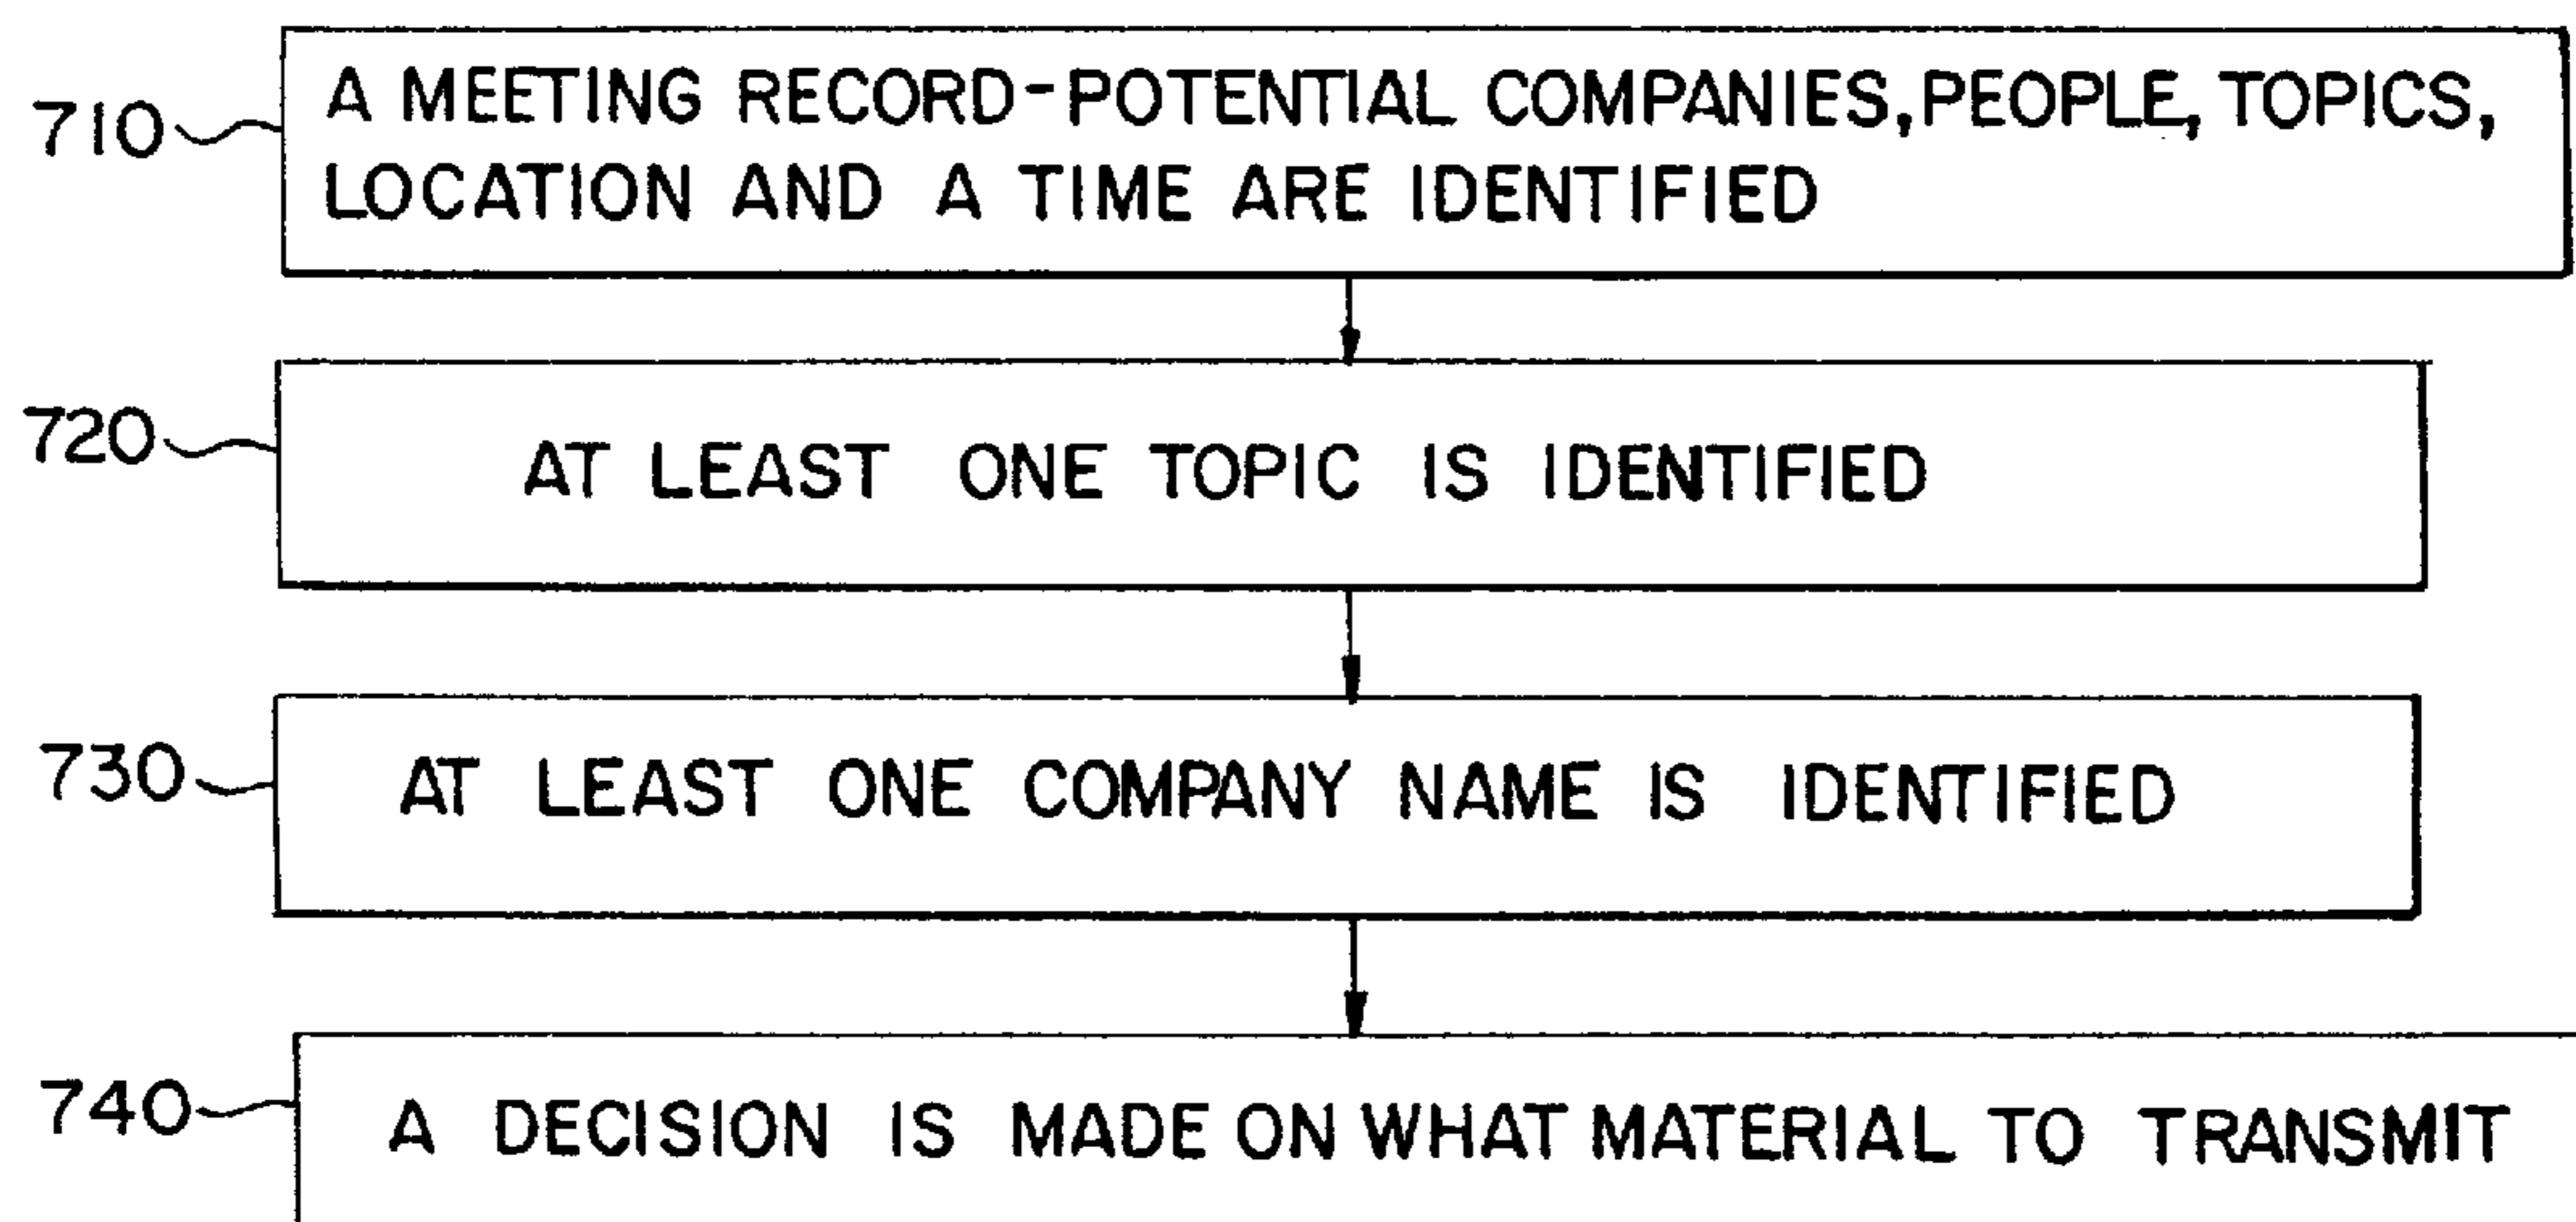 710
A MEETING RECORD-POTENTIAL COMPANIES, PEOPLE, TOPICS,
LOCATION AND A TIME ARE IDENTIFIED
720
AT LEAST ONE TOPIC IS IDENTIFIED
730
AT LEAST ONE COMPANY NAME IS IDENTIFIED
740
A DECISION IS MADE ON WHAT MATERIAL TO TRANSMIT